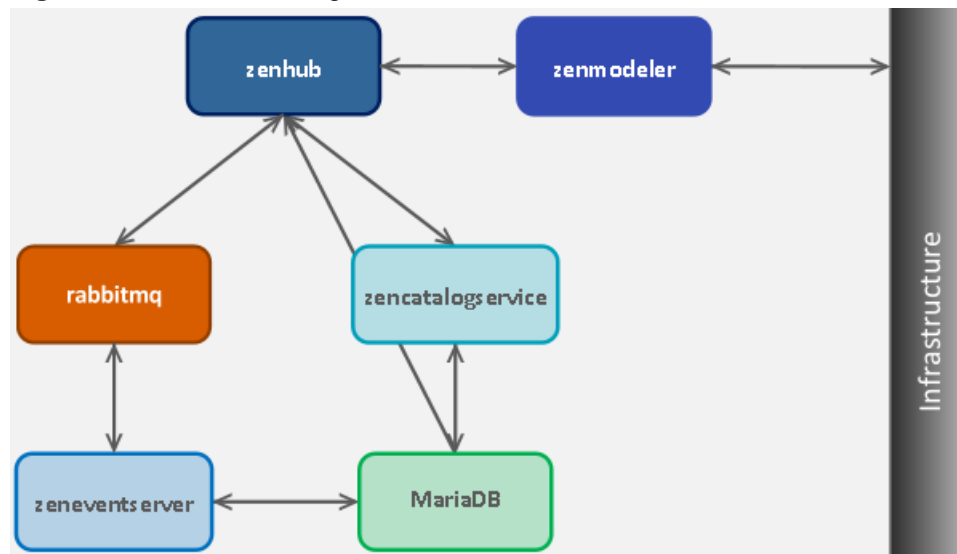 zenhub
zenmodeler
rabbitmq
zencatalogservice
zeneventserver
MariaDB
Infrastructure